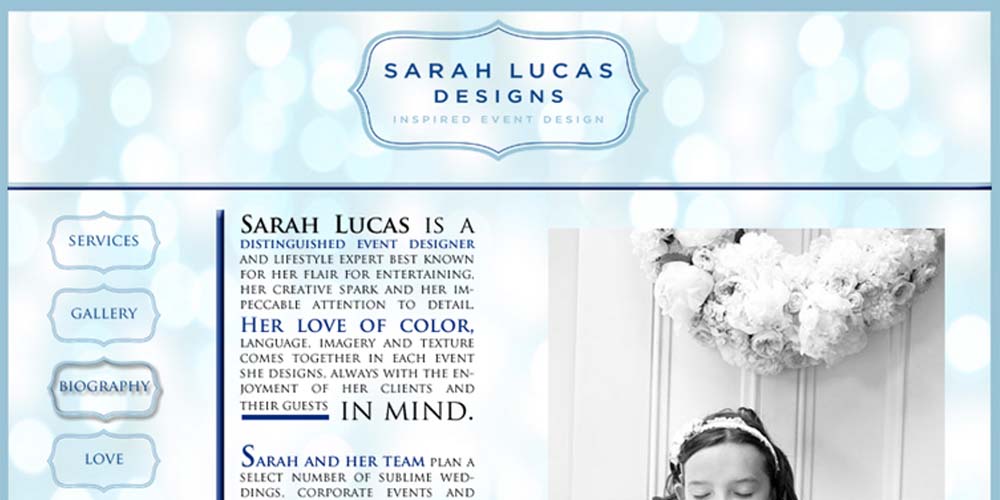 SARAH LUCAS
DESIGNS
INSPIRED EVENT DESIGN
SERVICES
GALLERY
BIOGRAPHY
LOVE
SARAH LUCAS IS A
DISTINGUISHED EVENT DESIGNER
AND LIFESTYLE EXPERT BEST KNOWN
FOR HER FLAIR FOR ENTERTAINING,
HER CREATIVE SPARK AND HER IM-
PECCABLE ATTENTION TO DETAIL.
HER LOVE OF COLOR,
LANGUAGE, IMAGERY AND TEXTURE
COMES TOGETHER IN EACH EVENT
SHE DESIGNS, ALWAYS WITH THE EN-
JOYMENT OF HER CLIENTS AND
THEIR GUESTS IN MIND.
SARAH AND HER TEAM PLAN A
SELECT NUMBER OF SUBLIME WED-
DINGS, CORPORATE EVENTS AND